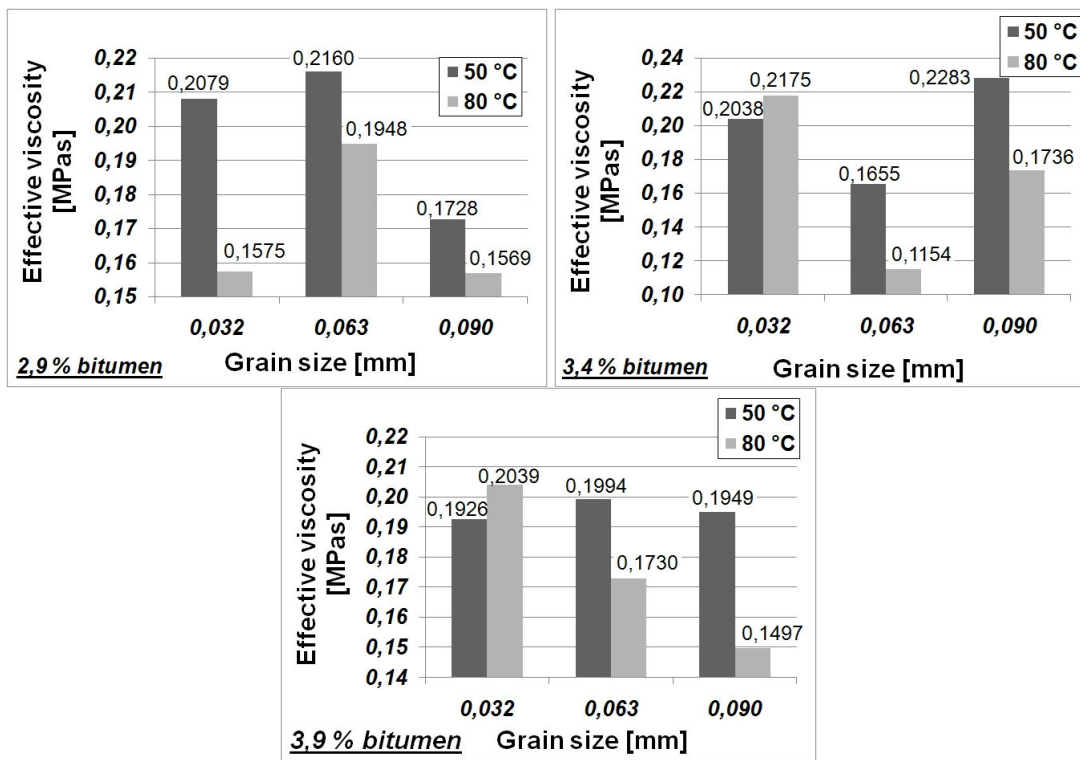 Effective viscosity
[MPas]
0,22
0,21
0,20
0,19
0,18
0,17
0,16
0,15
0,2079
0,1575
0,2160
0,1948
0,1728
0,1569
50 °C
80 °C
0,032
0,063
0,090
2,9 % bitumen
Grain size [mm]
Effective viscosity
[MPas]
0,24
0,22
0,20
0,18
0,16
0,14
0,12
0,10
0,2038
0,2175
0,1655
0,1154
0,2283
0,1736
50 °C
80 °C
0,032
0,063
0,090
3,4 % bitumen
Grain size [mm]
Effective viscosity
[MPas]
0,22
0,21
0,20
0,19
0,18
0,17
0,16
0,15
0,14
0,1926
0,2039
0,1994
0,1730
0,1949
0,1497
50 °C
80 °C
0,032
0,063
0,090
3,9 % bitumen
Grain size [mm]